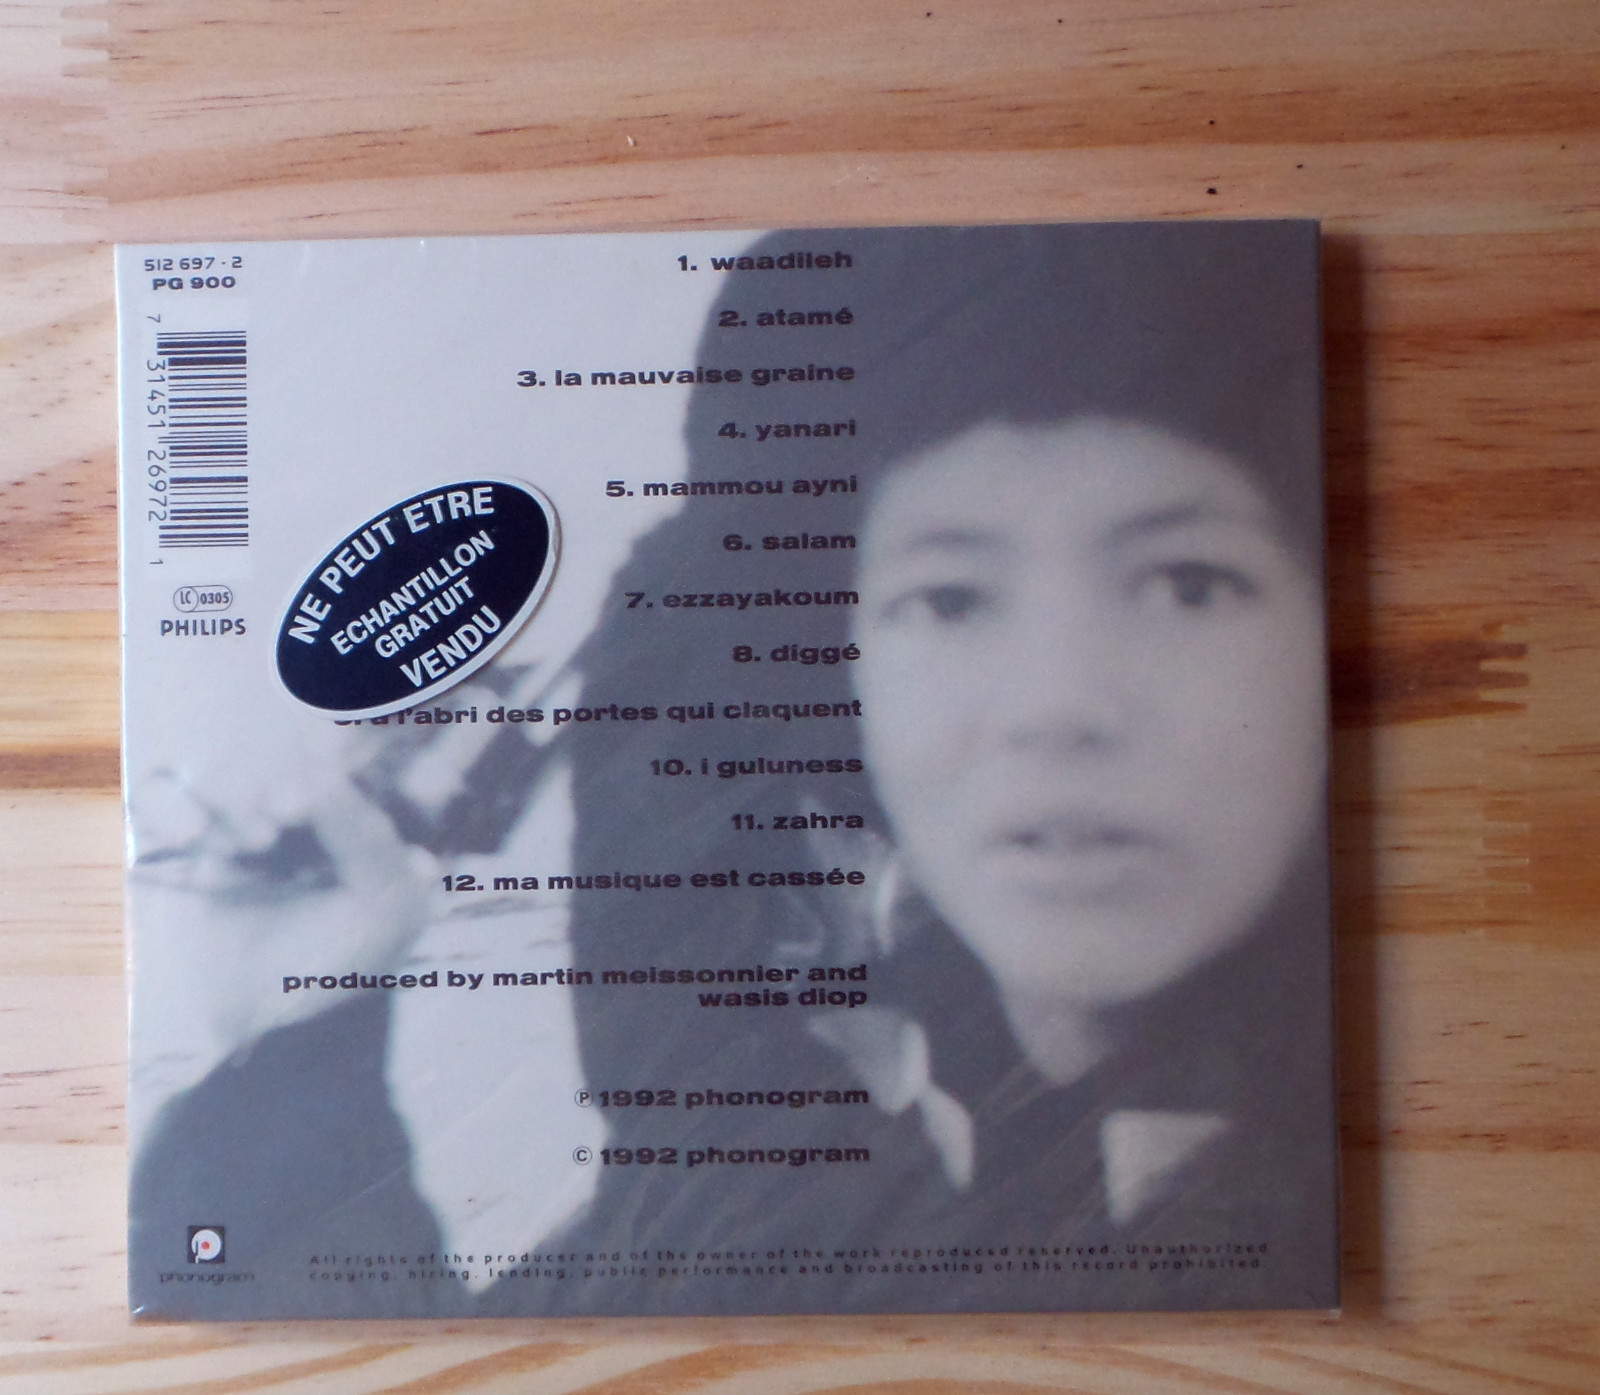 512 697 - 2
PG 900
7 31451 26972 1
LC 0305
PHILIPS
NE PEUT ETRE
ECHANTILLON
GRATUIT
VENDU
1. waadileh
2. atamé
3. la mauvaise graine
4. yanari
5. mammou ayni
6. salam
7. ezzayakoum
8. diggé
l'abri des portes qui claquent
10. i guluness
11. zahra
12. ma musique est cassée
produced by martin meissonnier and
wasis diop
℗ 1992 phonogram
© 1992 phonogram
phonogram
All rights of the producer and of the owner of the work reproduced reserved. Unauthorized
copying, hiring, lending, public performance and broadcasting of this record prohibited